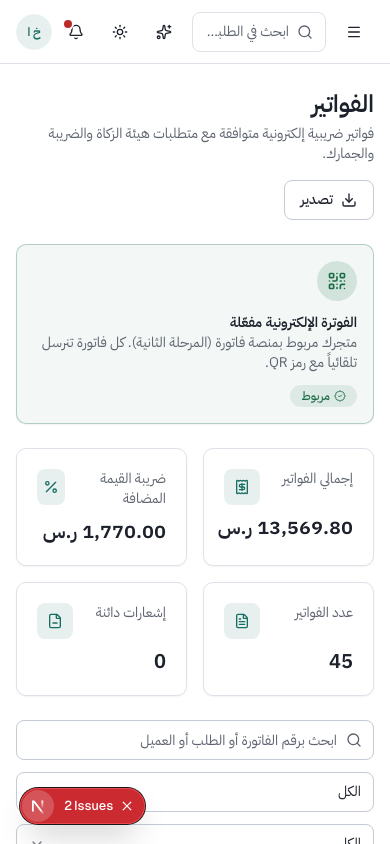 ابحث في الطلبـ...
خ ا
الفواتير
فواتير ضريبية إلكترونية متوافقة مع متطلبات هيئة الزكاة والضريبة
والجمارك.
تصدير
الفوترة الإلكترونية مفعّلة
متجرك مربوط بمنصة فاتورة (المرحلة الثانية). كل فاتورة تنرسل
تلقائياً مع رمز QR.
مربوط
إجمالي الفواتير
13,569.80 ر.س
ضريبة القيمة
المضافة
1,770.00 ر.س
عدد الفواتير
45
إشعارات دائنة
0
ابحث برقم الفاتورة أو الطلب أو العميل
الكل
2 Issues